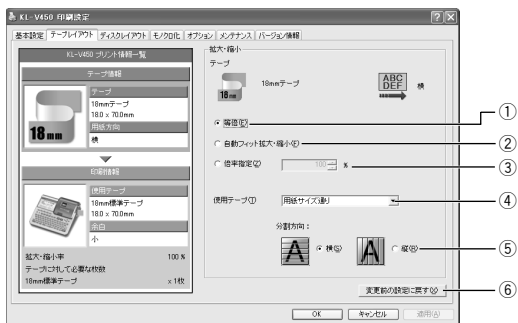 KL-V450 印刷設定
基本設定 テープレイアウト ディスクレイアウト モノクロ化 オプション メンテナンス バージョン情報
KL-V450 プリント情報一覧
テープ情報
18mm
テープ
18mmテープ
18.0 x 70.0mm
用紙方向
横
印刷情報
使用テープ
18mm標準テープ
18.0 x 70.0mm
余白
小
拡大・縮小率 100 %
テープに対して必要な枚数
18mm標準テープ x 1枚
拡大・縮小
テープ
18mm
18mmテープ
ABC
DEF
横
等倍(E) ①
自動フィット拡大・縮小(F) ②
倍率指定(Z) 100 % ③
使用テープ(T) 用紙サイズ通り ④
分割方向：
A 横(S) A 縦(R) ⑤
変更前の設定に戻す(V) ⑥
OK キャンセル 適用(A)